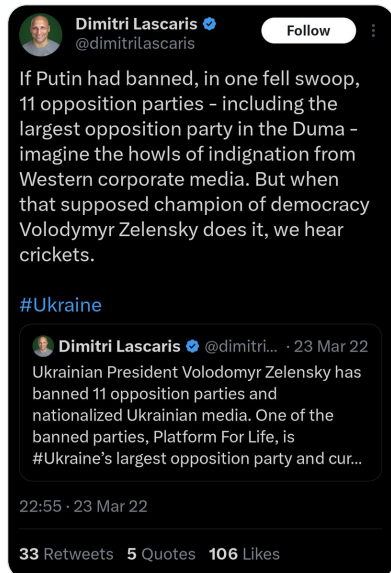 Dimitri Lascaris
Follow
@dimitrilascaris
If Putin had banned, in one fell swoop,
11 opposition parties - including the
largest opposition party in the Duma -
imagine the howls of indignation from
Western corporate media. But when
that supposed champion of democracy
Volodymyr Zelensky does it, we hear
crickets.
#Ukraine
Dimitri Lascaris @dimitri... · 23 Mar 22
Ukrainian President Volodomyr Zelensky has
banned 11 opposition parties and
nationalized Ukrainian media. One of the
banned parties, Platform For Life, is
#Ukraine's largest opposition party and cur...
22:55 · 23 Mar 22
33 Retweets 5 Quotes 106 Likes